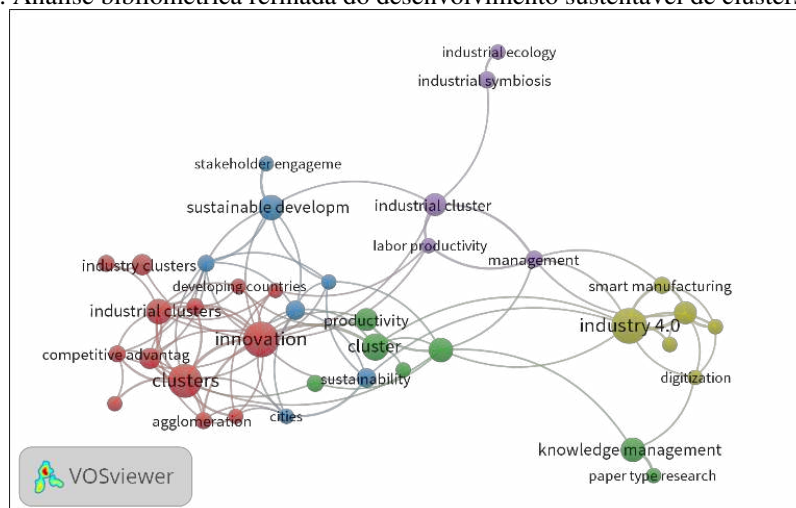 . Análise bibliométrica refinada do desenvolvimento sustentável de clusters
industrial ecology
industrial symbiosis
stakeholder engageme
sustainable developm
industrial cluster
labor productivity
management
industry clusters
developing countries
smart manufacturing
industrial clusters
productivity
industry 4.0
innovation
cluster
competitive advantag
clusters
sustainability
digitization
agglomeration
cities
knowledge management
paper type research
VOSviewer